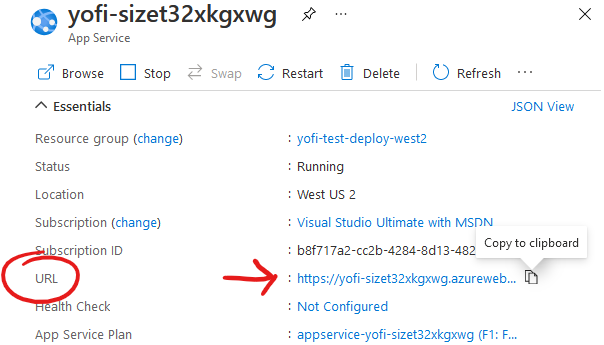 yofi-sizet32xkgxwg
App Service
Browse Stop Swap Restart Delete Refresh ...
Essentials JSON View
Resource group (change) : yofi-test-deploy-west2
Status : Running
Location : West US 2
Subscription (change) : Visual Studio Ultimate with MSDN
Copy to clipboard
Subscription ID : b8f717a2-cc2b-4284-8d13-482
URL : https://yofi-sizet32xkgxwg.azureweb...
Health Check : Not Configured
App Service Plan : appservice-yofi-sizet32xkgxwg (F1: F...